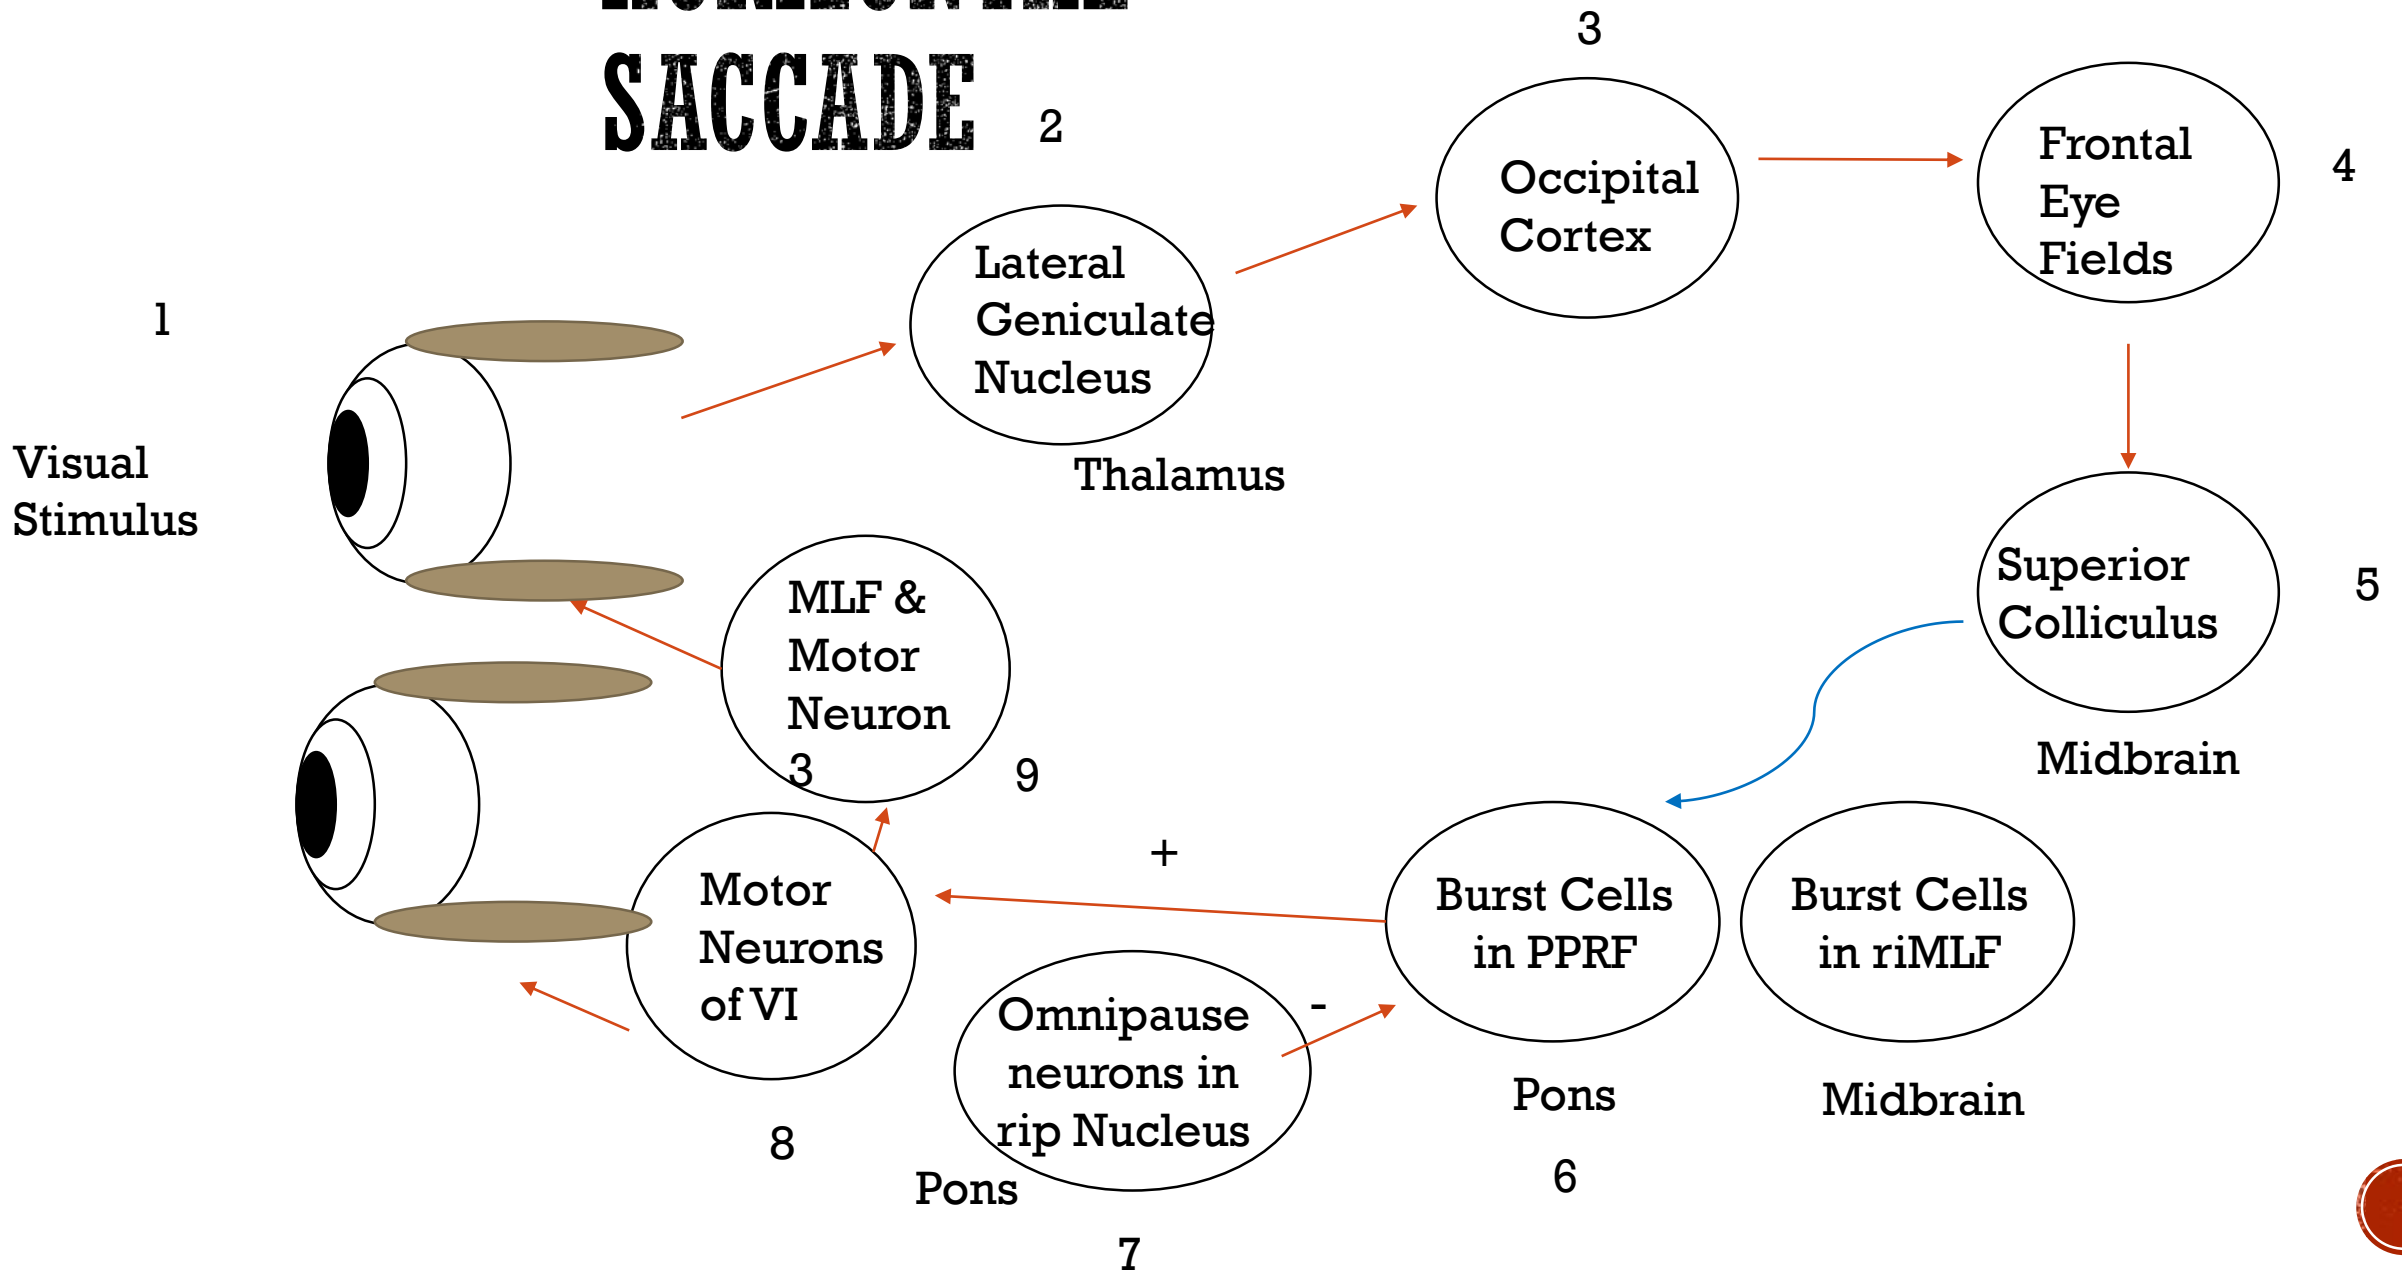 SACCADE
1
Visual
Stimulus
2
Lateral
Geniculate
Nucleus
Thalamus
3
Occipital
Cortex
Frontal
Eye
Fields
4
Superior
Colliculus
5
Midbrain
MLF &
Motor
Neuron
3
9
Motor
Neurons
of VI
8
+
Burst Cells
in PPRF
Pons
6
Burst Cells
in riMLF
Midbrain
Omnipause
neurons in
rip Nucleus
-
Pons
7